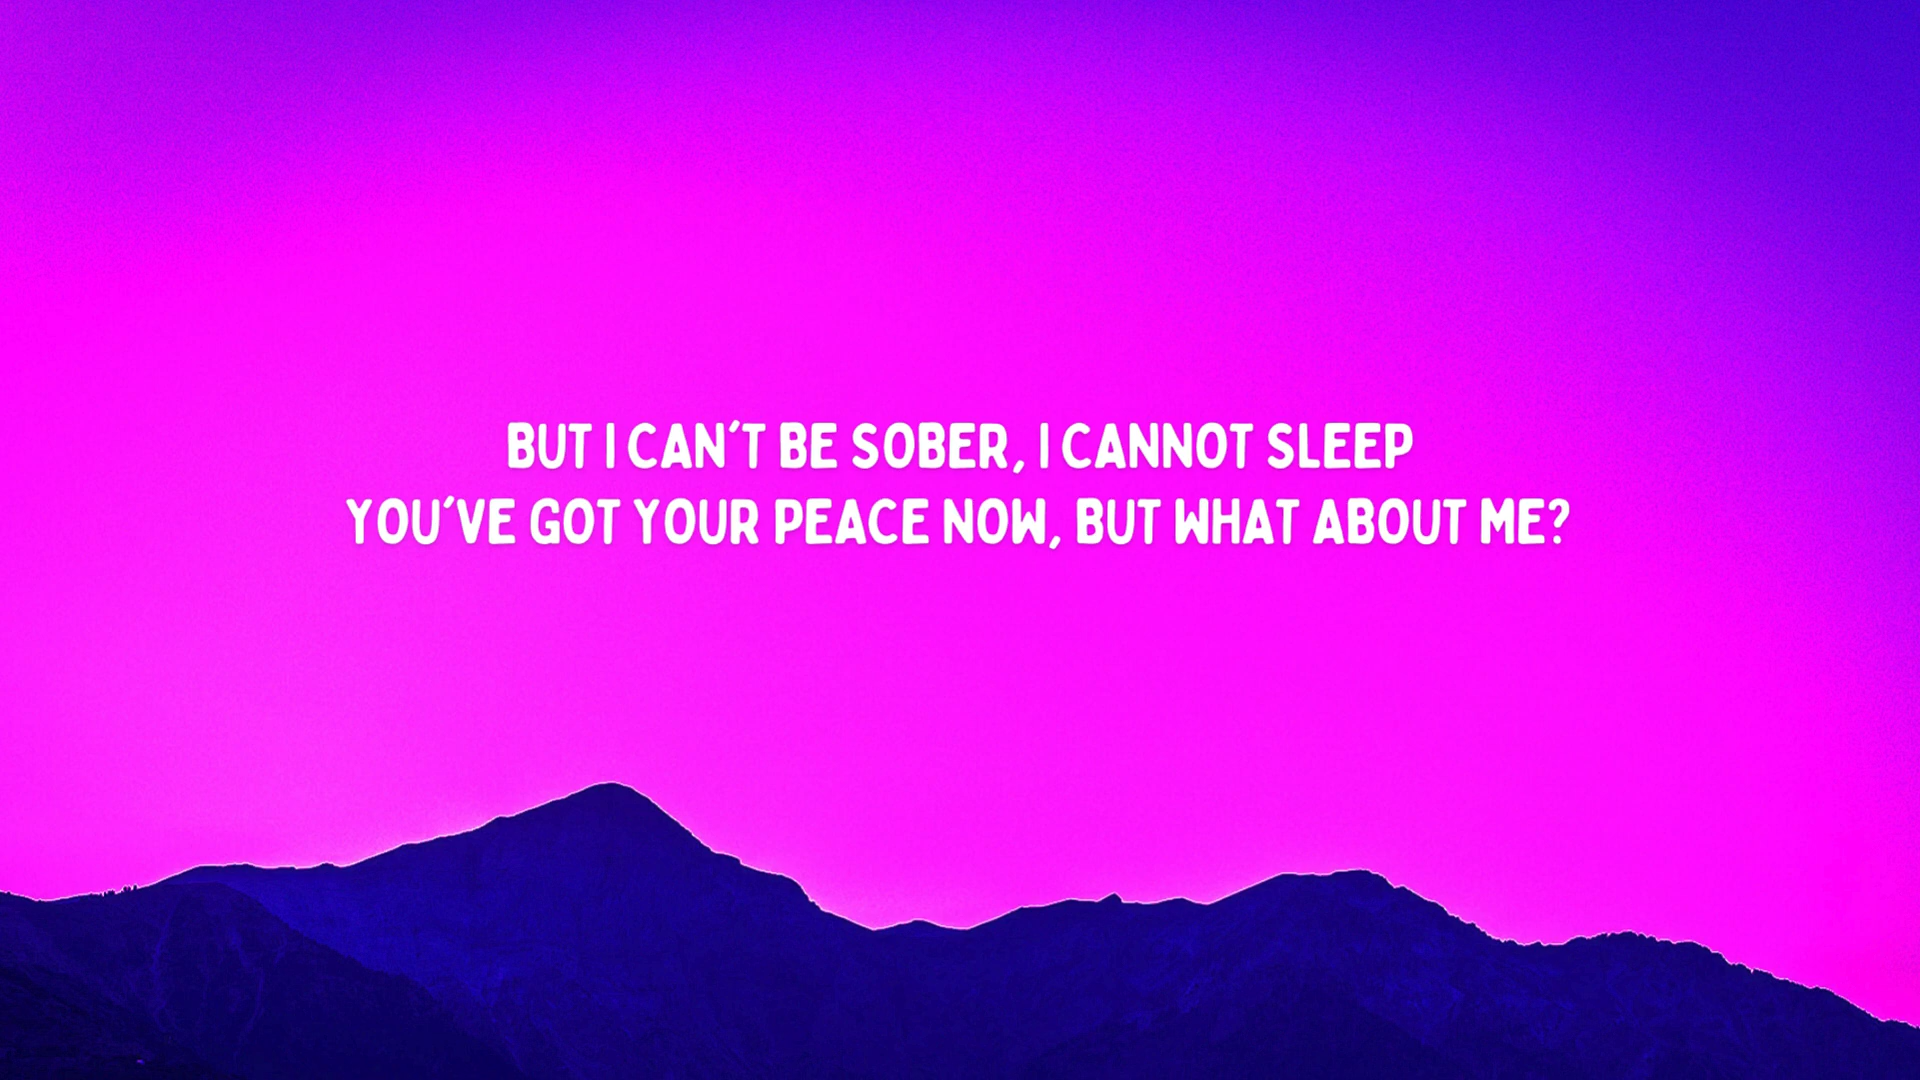 BUT I CAN'T BE SOBER, I CANNOT SLEEP
YOU'VE GOT YOUR PEACE NOW, BUT WHAT ABOUT ME?